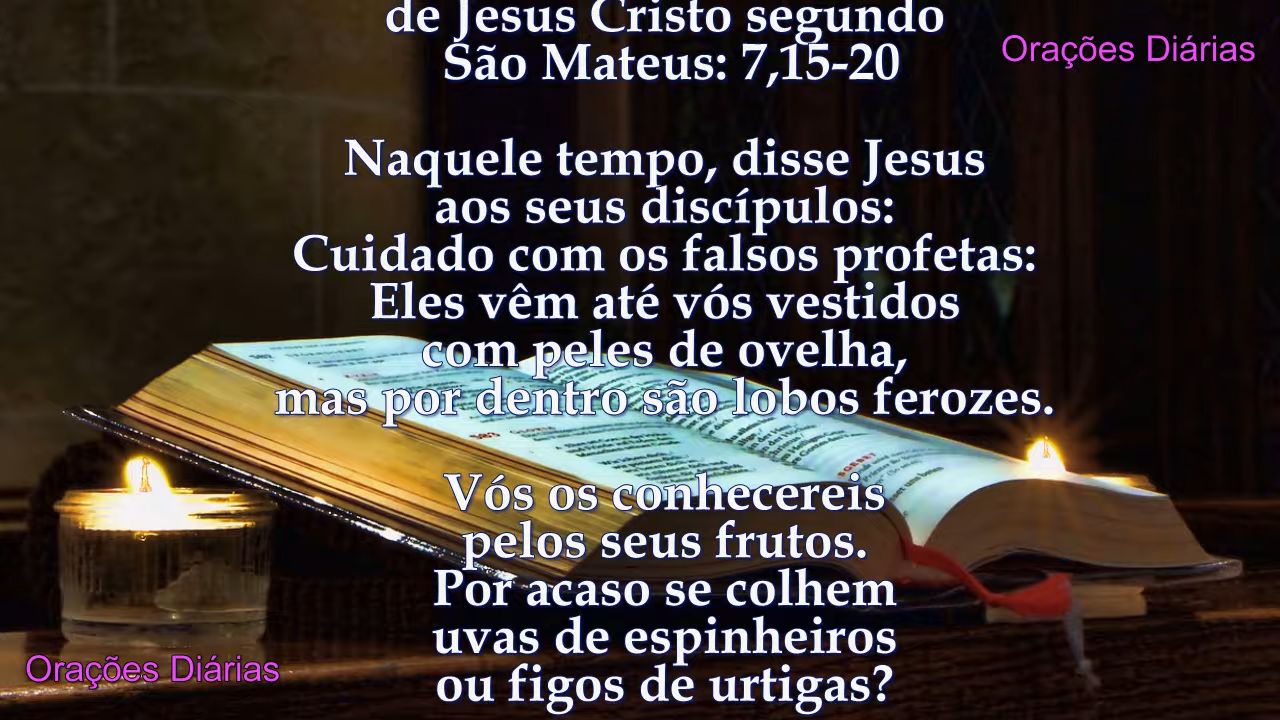 de Jesus Cristo segundo
São Mateus: 7,15-20
Orações Diárias
Naquele tempo, disse Jesus
aos seus discípulos:
Cuidado com os falsos profetas:
Eles vêm até vós vestidos
com peles de ovelha,
mas por dentro são lobos ferozes.
Vós os conhecereis
pelos seus frutos.
Por acaso se colhem
uvas de espinheiros
ou figos de urtigas?
Orações Diárias